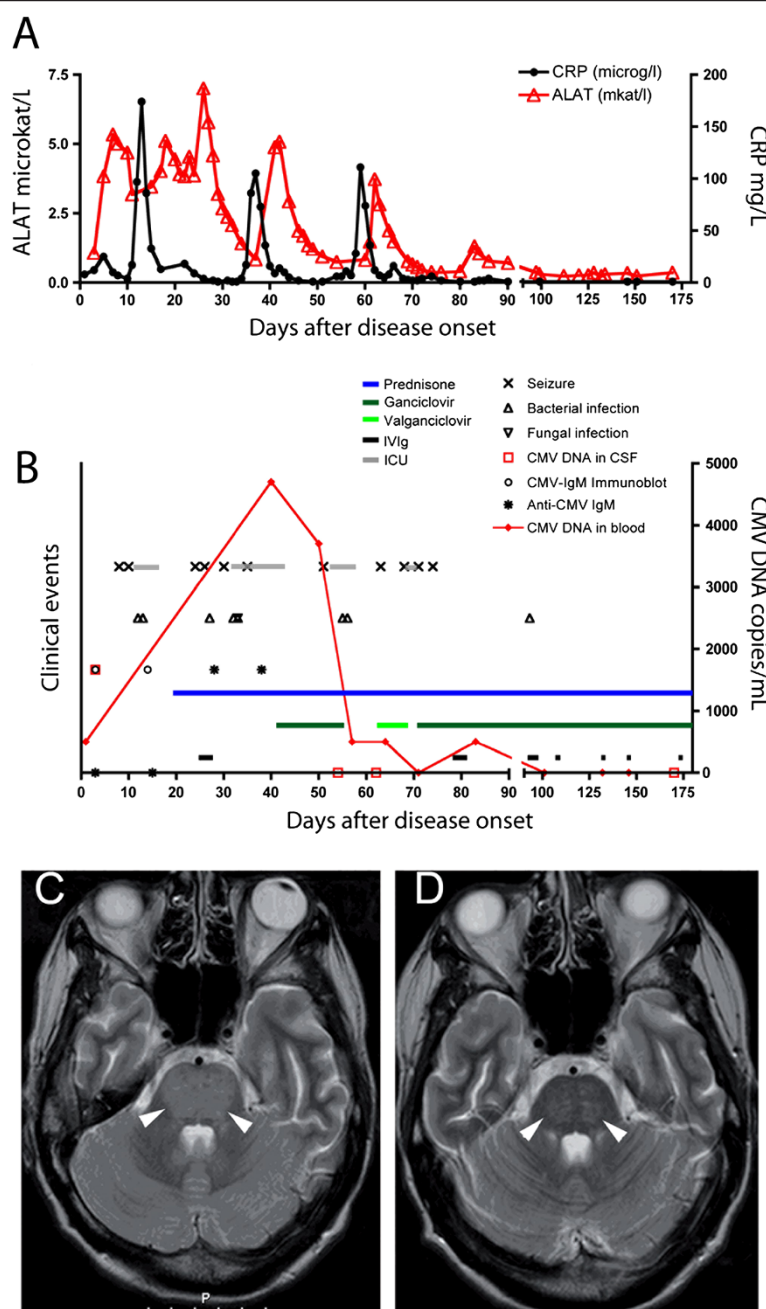 A
7.5
5.0
2.5
0.0
ALAT microkat/L
CRP (microg/l)
ALAT (mkat/l)
200
150
100
50
0
CRP mg/L
0 10 20 30 40 50 60 70 80 90 100 125 150 175
Days after disease onset
Prednisone
Ganciclovir
Valganciclovir
IVIg
ICU
Seizure
Bacterial infection
Fungal infection
CMV DNA in CSF
CMV-IgM Immunoblot
Anti-CMV IgM
CMV DNA in blood
B
Clinical events
5000
4000
3000
2000
1000
0
CMV DNA copies/mL
0 10 20 30 40 50 60 70 80 90 100 125 150 175
Days after disease onset
C
D
P